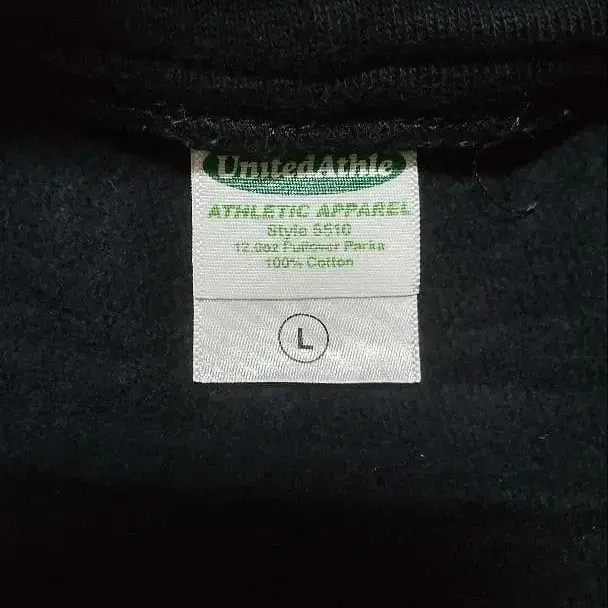 UnitedAthle
ATHLETIC APPAREL
Style 5510
12.0oz Pullover Parka
100% Cotton
L